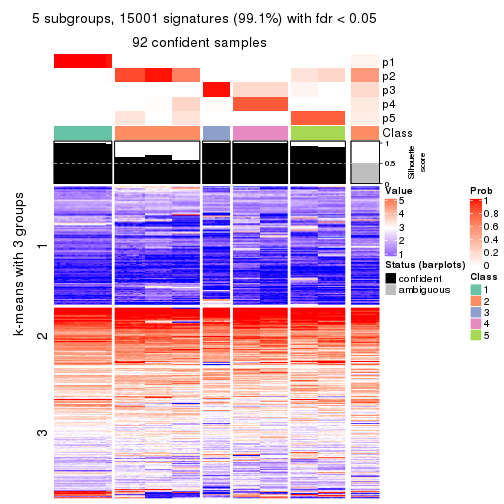 5 subgroups, 15001 signatures (99.1%) with fdr < 0.05
92 confident samples
p1
p2
p3
p4
p5
Class
1
0.5
0
Silhouette
score
k-means with 3 groups
1
2
3
Value
5
4
3
2
1
Status (barplots)
confident
ambiguous
Prob
1
0.8
0.6
0.4
0.2
0
Class
1
2
3
4
5